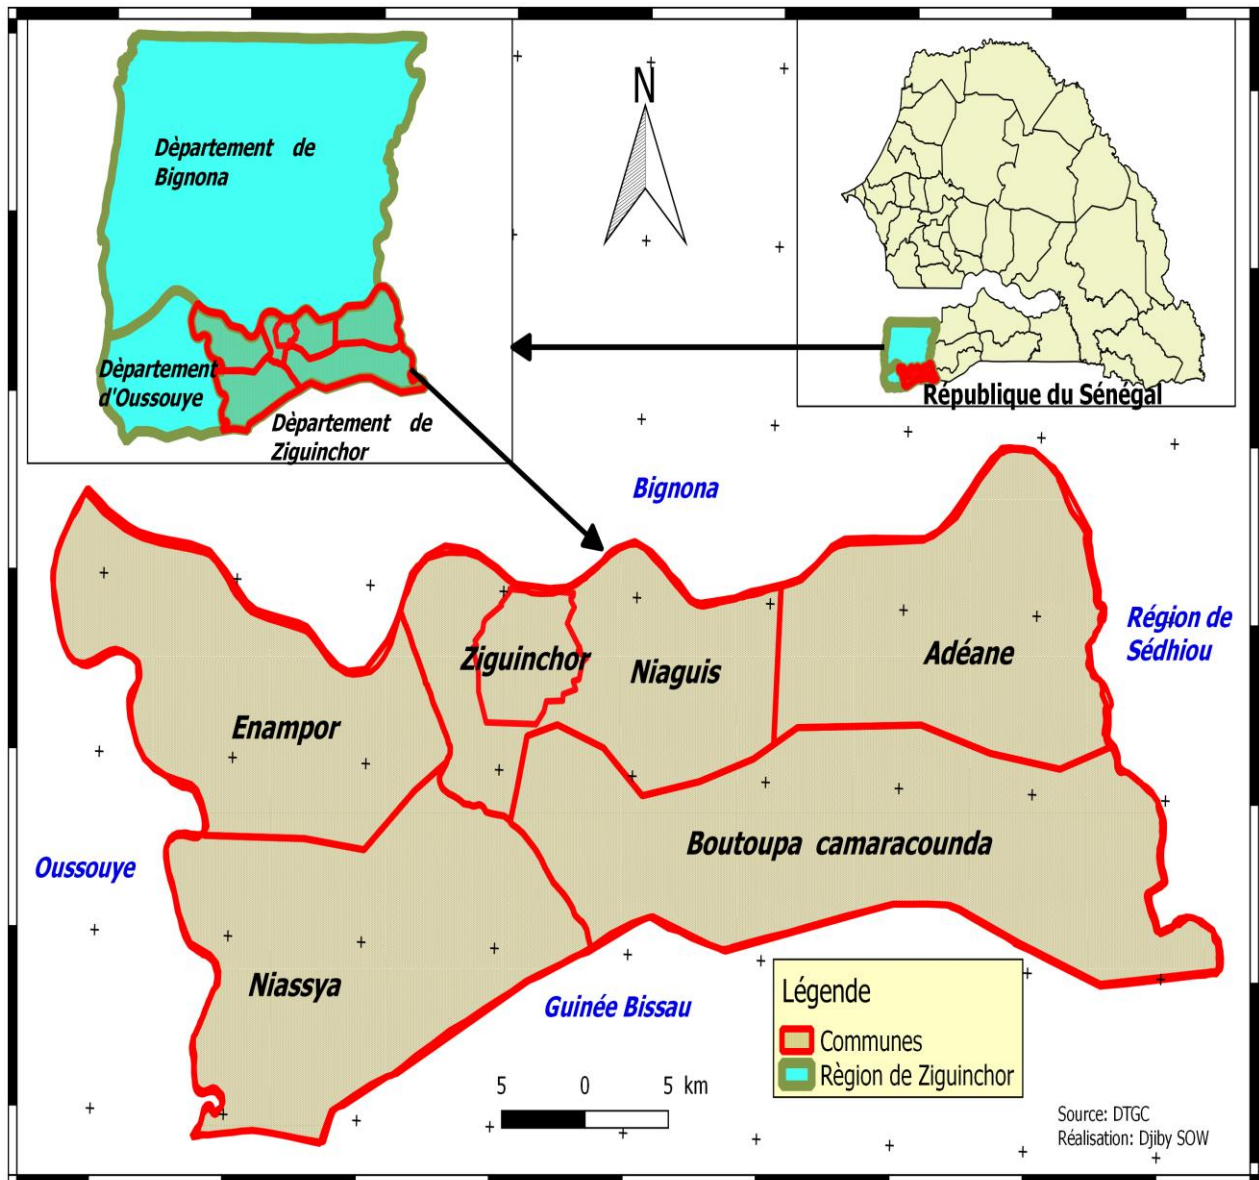 Dèpartement de
Bignona
Dèpartement
d'Oussouye
Dèpartement de
Ziguinchor
N
République du Sénégal
Bignona
Région de
Sédhiou
Ziguinchor
Niaguis
Adéane
Enampor
Boutoupa camaracounda
Oussouye
Niassya
Guinée Bissau
Légende
Communes
Règion de Ziguinchor
5 0 5 km
Source: DTGC
Réalisation: Djiby SOW